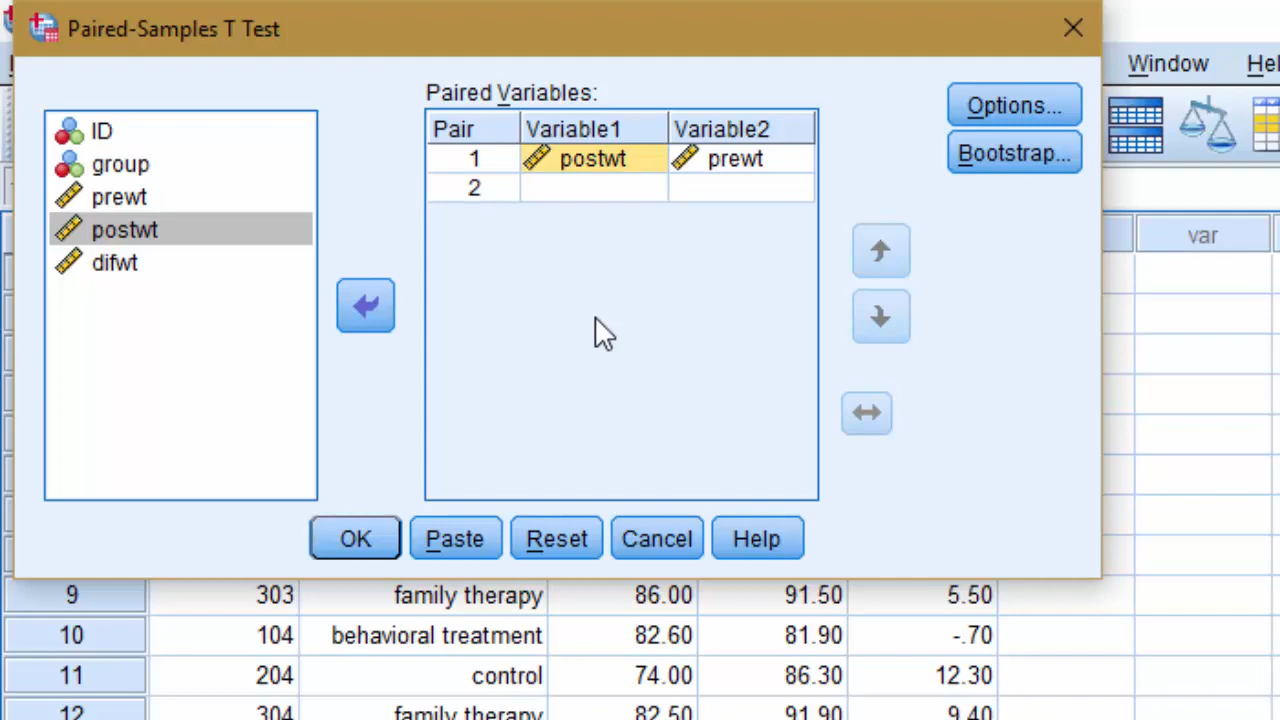 Paired-Samples T Test
Window Hel
Paired Variables:
Options...
Bootstrap...
ID
group
prewt
postwt
difwt
Pair Variable1 Variable2
1 postwt prewt
2
var
OK Paste Reset Cancel Help
9 303 family therapy 86.00 91.50 5.50
10 104 behavioral treatment 82.60 81.90 -.70
11 204 control 74.00 86.30 12.30
12 304 family therapy 82.50 91.90 9.40